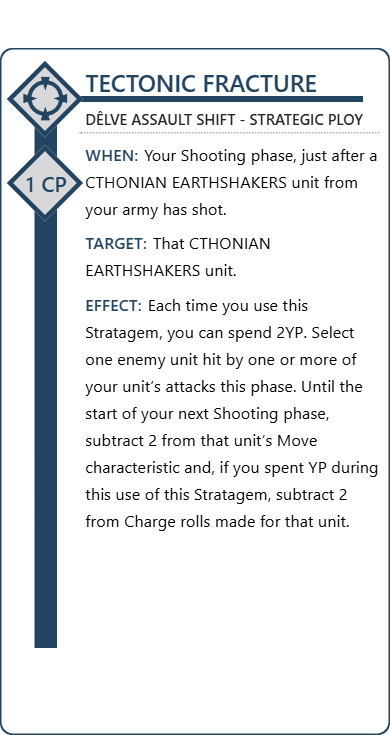 TECTONIC FRACTURE
DÊLVE ASSAULT SHIFT - STRATEGIC PLOY
1 CP
WHEN: Your Shooting phase, just after a
CTHONIAN EARTHSHAKERS unit from
your army has shot.
TARGET: That CTHONIAN
EARTHSHAKERS unit.
EFFECT: Each time you use this
Stratagem, you can spend 2YP. Select
one enemy unit hit by one or more of
your unit’s attacks this phase. Until the
start of your next Shooting phase,
subtract 2 from that unit’s Move
characteristic and, if you spent YP during
this use of this Stratagem, subtract 2
from Charge rolls made for that unit.